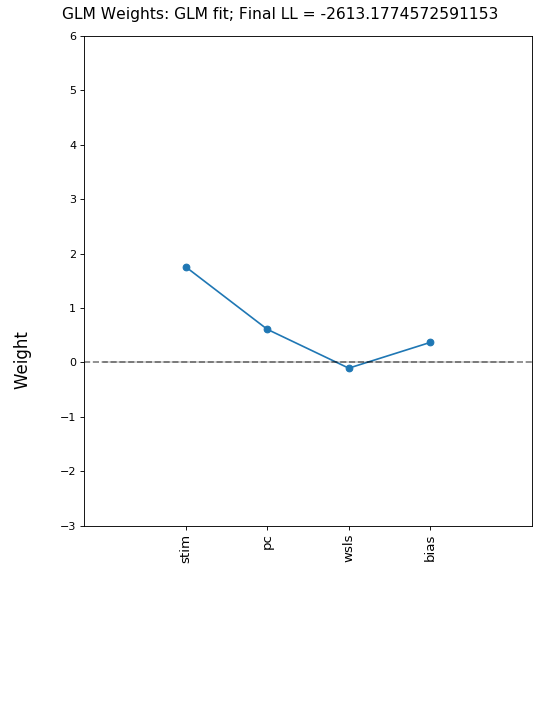 GLM Weights: GLM fit; Final LL = -2613.1774572591153
6
5
4
3
2
1
0
−1
−2
−3
Weight
stim
pc
wsls
bias